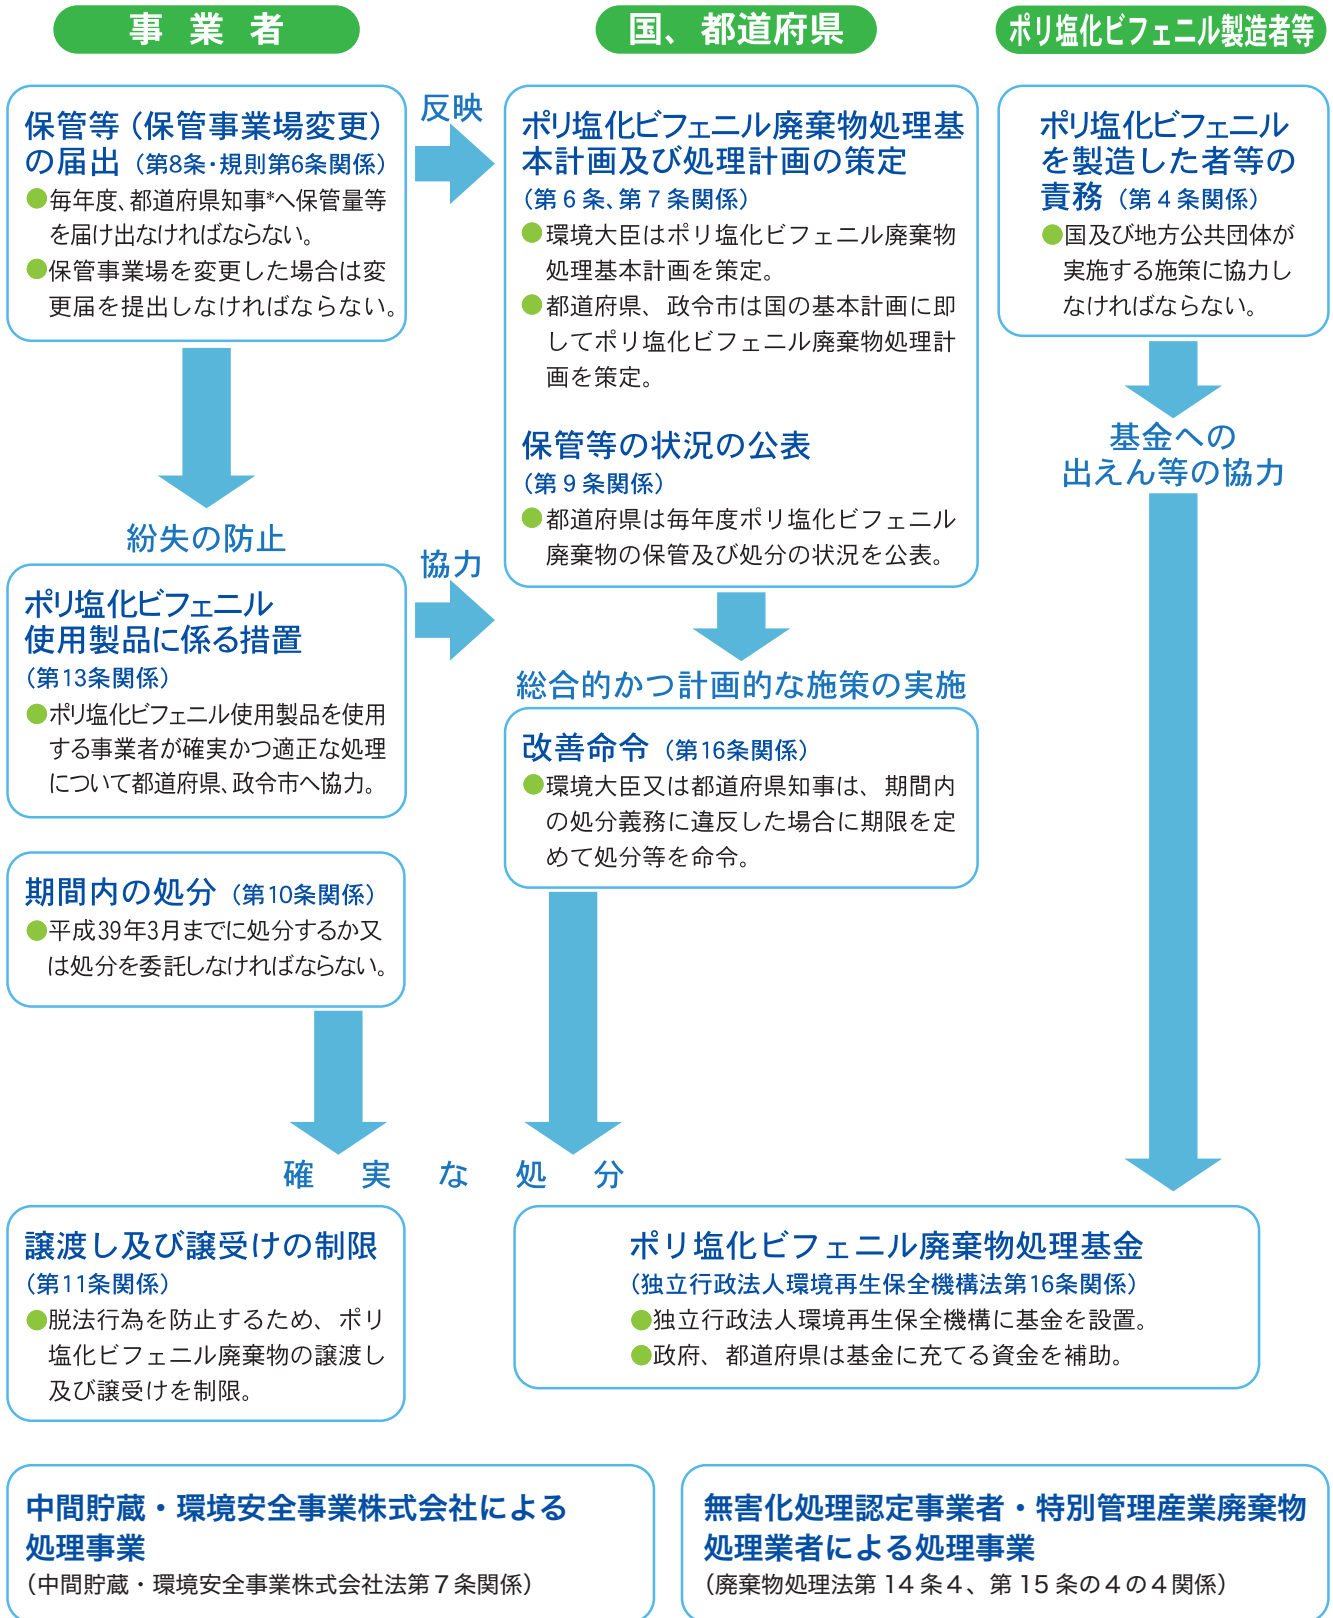 事業者
保管等（保管事業場変更）
の届出（第8条・規則第6条関係）
●毎年度、都道府県知事*へ保管量等
を届け出なければならない。
●保管事業場を変更した場合は変
更届を提出しなければならない。
紛失の防止
ポリ塩化ビフェニル
使用製品に係る措置
（第13条関係）
●ポリ塩化ビフェニル使用製品を使用
する事業者が確実かつ適正な処理
について都道府県、政令市へ協力。
期間内の処分（第10条関係）
●平成39年3月までに処分するか又
は処分を委託しなければならない。
反映
協力
国、都道府県
ポリ塩化ビフェニル廃棄物処理基
本計画及び処理計画の策定
（第6条、第7条関係）
●環境大臣はポリ塩化ビフェニル廃棄物
処理基本計画を策定。
●都道府県、政令市は国の基本計画に即
してポリ塩化ビフェニル廃棄物処理計
画を策定。
保管等の状況の公表
（第9条関係）
●都道府県は毎年度ポリ塩化ビフェニル
廃棄物の保管及び処分の状況を公表。
総合的かつ計画的な施策の実施
改善命令（第16条関係）
●環境大臣又は都道府県知事は、期間内
の処分義務に違反した場合に期限を定
めて処分等を命令。
ポリ塩化ビフェニル製造者等
ポリ塩化ビフェニル
を製造した者等の
責務（第4条関係）
●国及び地方公共団体が
実施する施策に協力し
なければならない。
基金への
出えん等の協力
確実な処分
譲渡し及び譲受けの制限
（第11条関係）
●脱法行為を防止するため、ポリ
塩化ビフェニル廃棄物の譲渡し
及び譲受けを制限。
ポリ塩化ビフェニル廃棄物処理基金
（独立行政法人環境再生保全機構法第16条関係）
●独立行政法人環境再生保全機構に基金を設置。
●政府、都道府県は基金に充てる資金を補助。
中間貯蔵・環境安全事業株式会社による
処理事業
（中間貯蔵・環境安全事業株式会社法第7条関係）
無害化処理認定事業者・特別管理産業廃棄物
処理業者による処理事業
（廃棄物処理法第14条4、第15条の4の4関係）